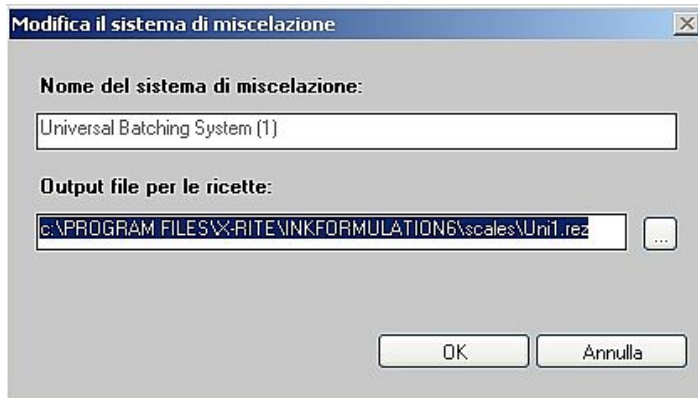 Modifica il sistema di miscelazione
Nome del sistema di miscelazione:
Universal Batching System (1)
Output file per le ricette:
c:\PROGRAM FILES\X-RITE\INKFORMULATION6\scales\Uni1.rez
...
OK
Annulla